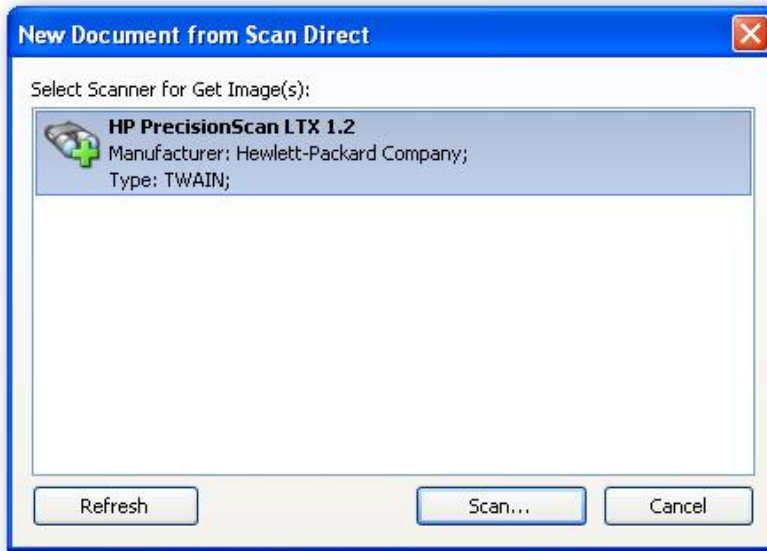 New Document from Scan Direct
Select Scanner for Get Image(s):
HP PrecisionScan LTX 1.2
Manufacturer: Hewlett-Packard Company;
Type: TWAIN;
Refresh
Scan...
Cancel